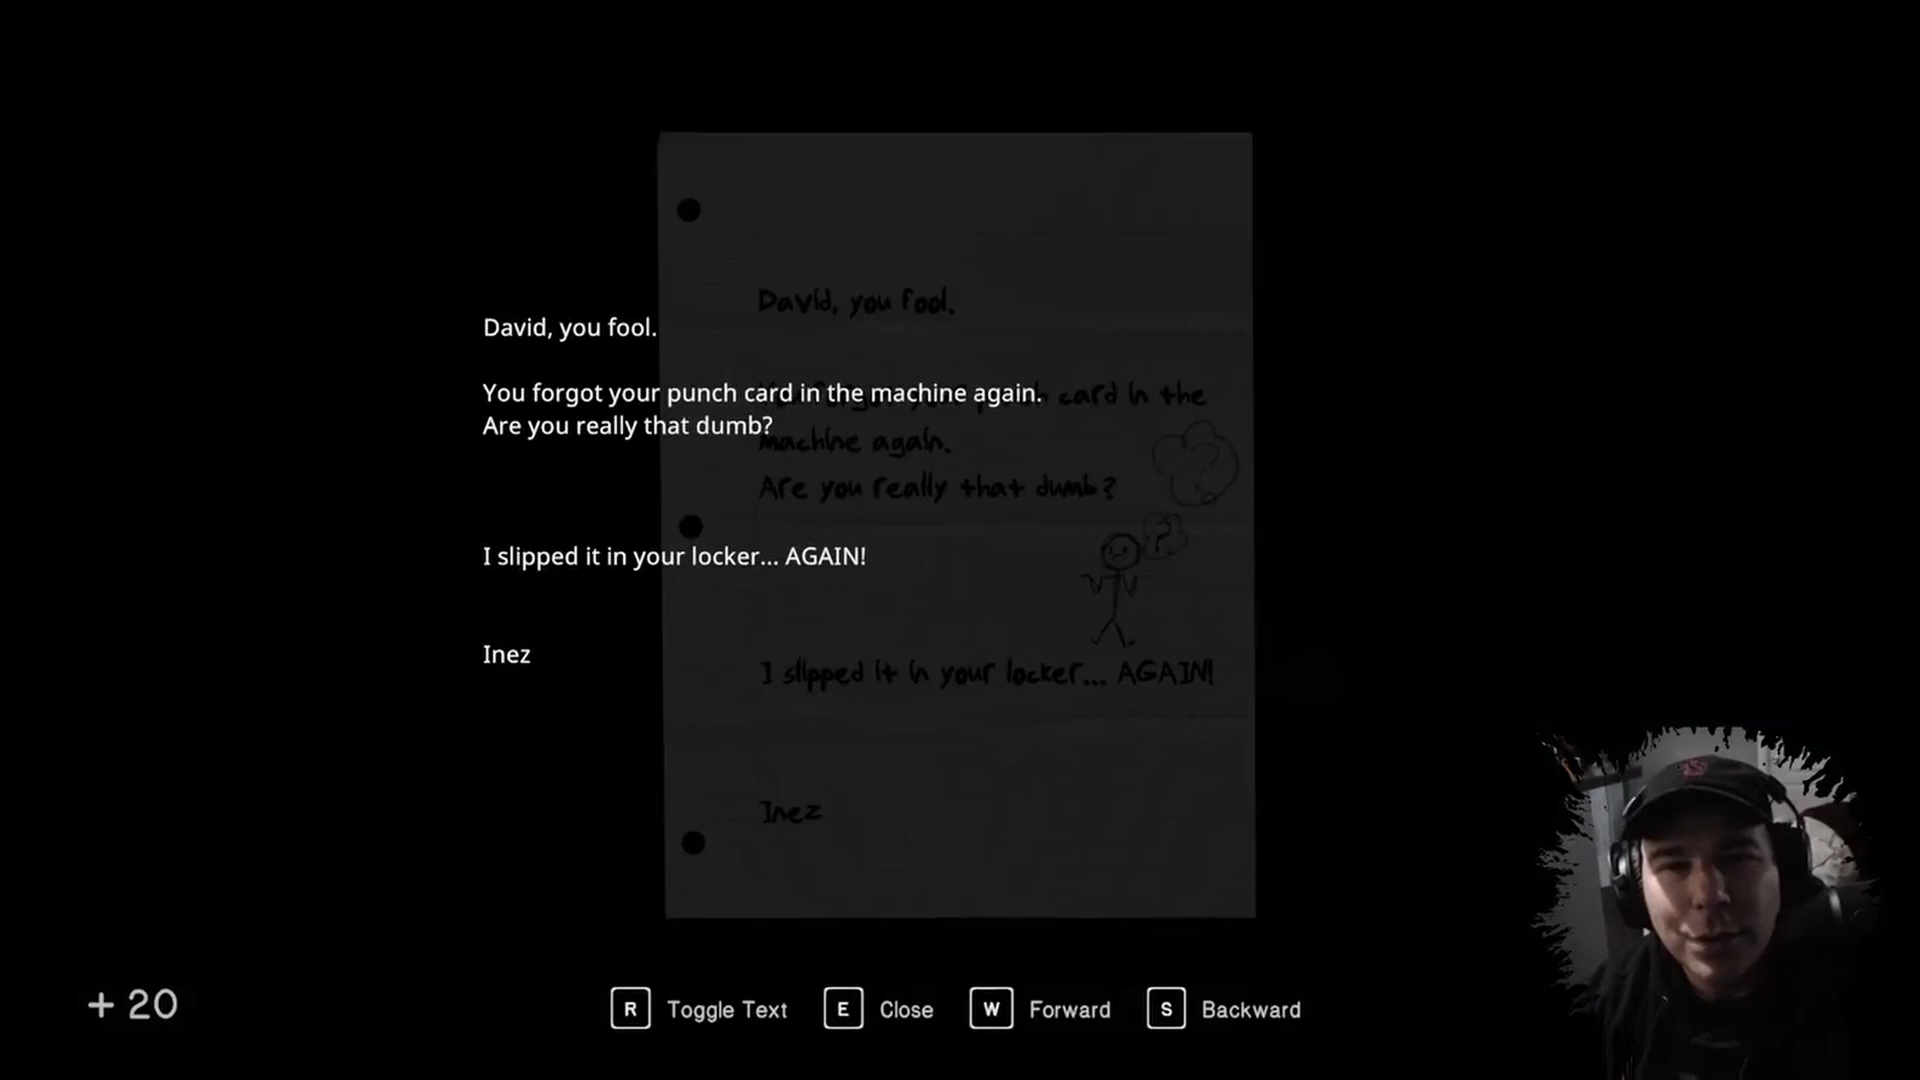 David, you fool.
You forgot your punch card in the machine again.
Are you really that dumb?
I slipped it in your locker... AGAIN!
Inez
David, you fool.
card in the
machine again.
Are you really that dumb?
?
?
I slipped it in your locker... AGAIN!
Inez
+ 20
R Toggle Text E Close W Forward S Backward